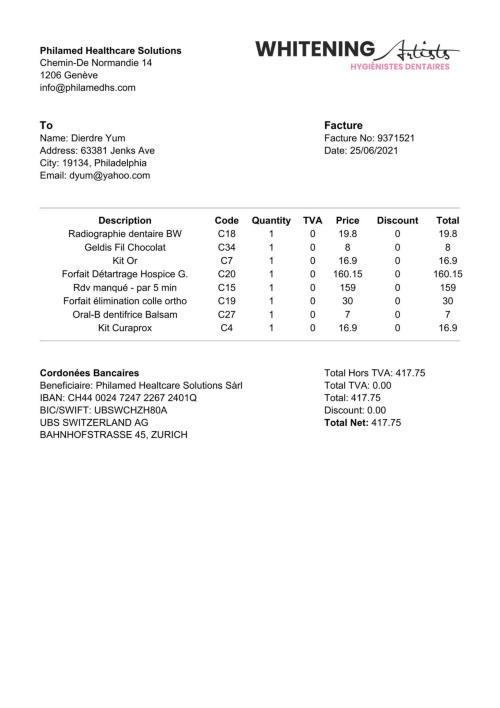 Philamed Healthcare Solutions
Chemin-De Normandie 14
1206 Genève
info@philamedhs.com
WHITENING Artists
HYGIÉNISTES DENTAIRES
To
Name: Dierdre Yum
Address: 63381 Jenks Ave
City: 19134, Philadelphia
Email: dyum@yahoo.com
Facture
Facture No: 9371521
Date: 25/06/2021
Description Code Quantity TVA Price Discount Total
Radiographie dentaire BW C18 1 0 19.8 0 19.8
Geldis Fil Chocolat C34 1 0 8 0 8
Kit Or C7 1 0 16.9 0 16.9
Forfait Détartrage Hospice G. C20 1 0 160.15 0 160.15
Rdv manqué - par 5 min C15 1 0 159 0 159
Forfait élimination colle ortho C19 1 0 30 0 30
Oral-B dentifrice Balsam C27 1 0 7 0 7
Kit Curaprox C4 1 0 16.9 0 16.9
Cordonées Bancaires
Beneficiaire: Philamed Healtcare Solutions Sàrl
IBAN: CH44 0024 7247 2267 2401Q
BIC/SWIFT: UBSWCHZH80A
UBS SWITZERLAND AG
BAHNHOFSTRASSE 45, ZURICH
Total Hors TVA: 417.75
Total TVA: 0.00
Total: 417.75
Discount: 0.00
Total Net: 417.75